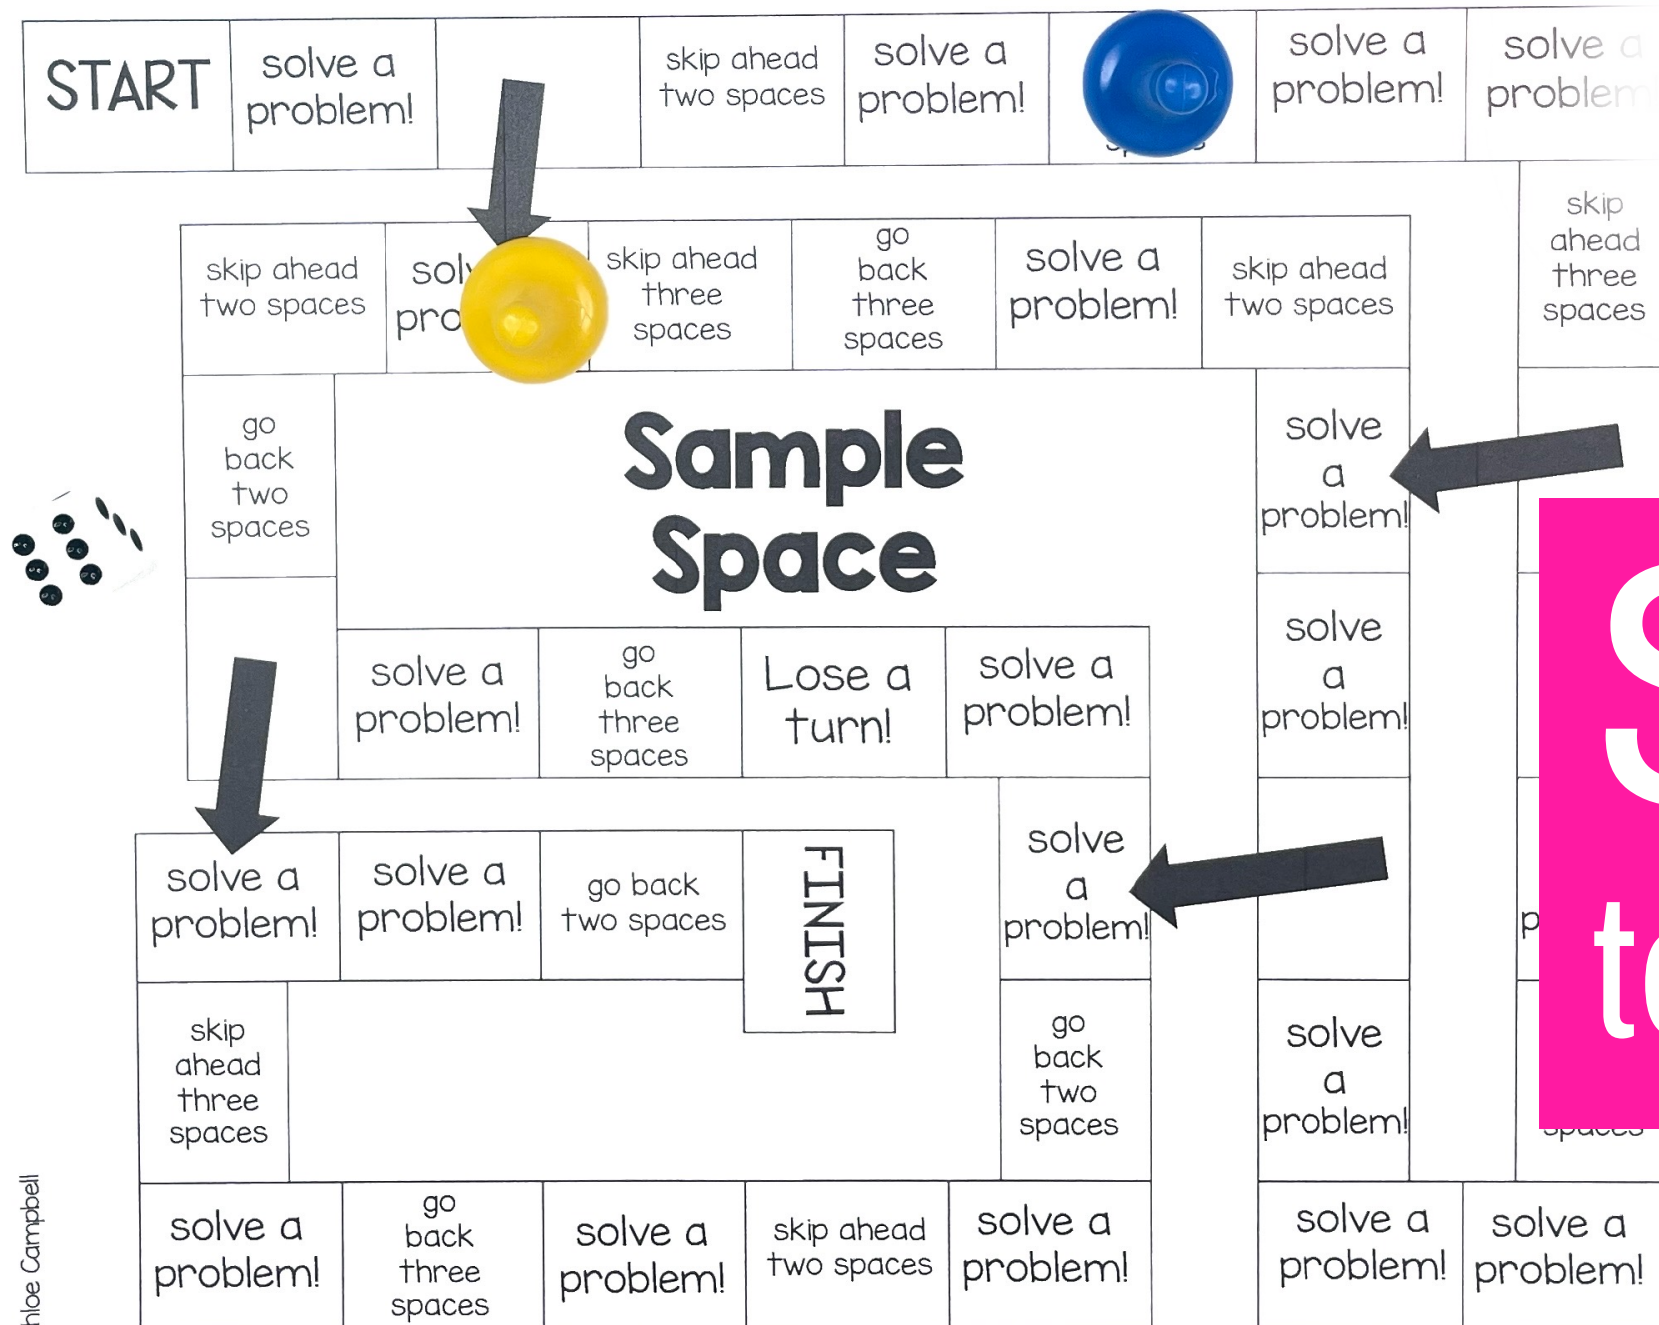 START
solve a
problem!
skip ahead
two spaces
solve a
problem!
solve a
problem!
solve a
problem
skip
ahead
three
spaces
skip ahead
two spaces
skip ahead
three
spaces
go
back
three
spaces
solve a
problem!
skip ahead
two spaces
go
back
two
spaces
Sample
Space
solve
a
problem!
solve
a
problem!
solve a
problem!
go
back
three
spaces
Lose a
turn!
solve a
problem!
solve
a
problem!
solve a
problem!
solve a
problem!
go back
two spaces
FINISH
skip
ahead
three
spaces
go
back
two
spaces
solve
a
problem!
solve a
problem!
go
back
three
spaces
solve a
problem!
skip ahead
two spaces
solve a
problem!
solve a
problem!
solve a
problem!
Campbell